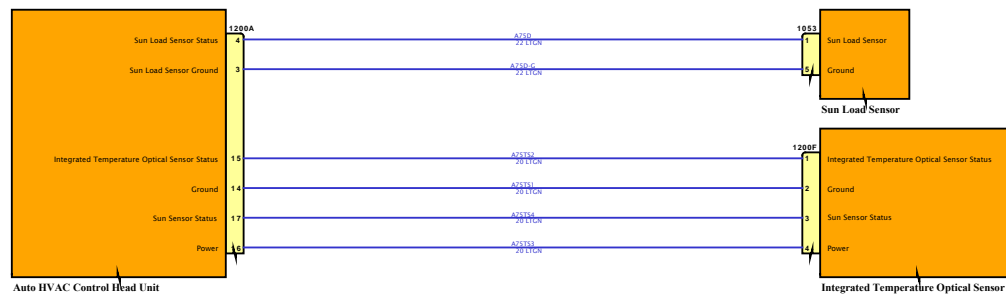 1200A
1053
Sun Load Sensor Status 4 A75D 22 LTGN 1 Sun Load Sensor
Sun Load Sensor Ground 3 A75D-G 22 LTGN 5 Ground
Sun Load Sensor
1200F
Integrated Temperature Optical Sensor Status 15 A75TS2 20 LTGN 1 Integrated Temperature Optical Sensor Status
Ground 14 A75TS1 20 LTGN 2 Ground
Sun Sensor Status 17 A75TS4 20 LTGN 3 Sun Sensor Status
Power 16 A75TS3 20 LTGN 4 Power
Auto HVAC Control Head Unit
Integrated Temperature Optical Sensor